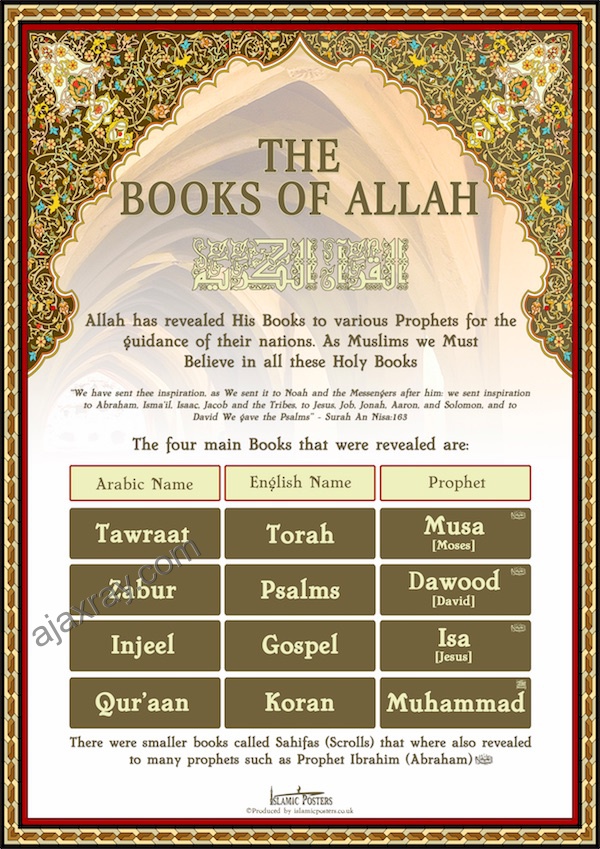 THE
BOOKS OF ALLAH
القرآن الكريم
Allah has revealed His Books to various Prophets for the
guidance of their nations. As Muslims we Must
Believe in all these Holy Books
"We have sent thee inspiration, as We sent it to Noah and the Messengers after him: we sent inspiration
to Abraham, Isma'il, Isaac, Jacob and the Tribes, to Jesus, Job, Jonah, Aaron, and Solomon, and to
David We gave the Psalms" - Surah An Nisa:163
The four main Books that were revealed are:
Arabic Name English Name Prophet
Tawraat Torah Musa
[Moses]
Zabur Psalms Dawood
[David]
Injeel Gospel Isa
[Jesus]
Qur'aan Koran Muhammad
ajaxray.com
There were smaller books called Sahifas (Scrolls) that where also revealed
to many prophets such as Prophet Ibrahim (Abraham)
ISLAMIC POSTERS
©Produced by islamicposters.co.uk